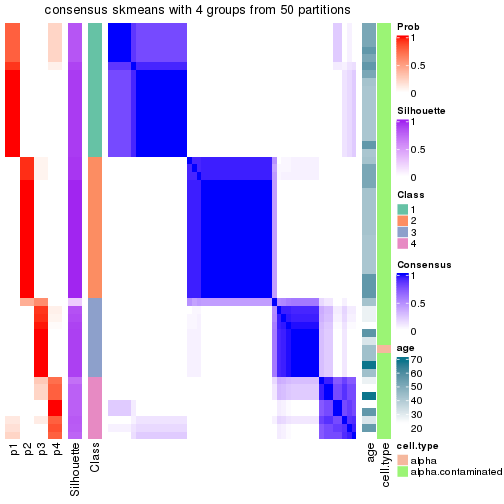 consensus skmeans with 4 groups from 50 partitions
Prob
1
0.5
0
Silhouette
1
0.5
0
Class
1
2
3
4
Consensus
1
0.5
0
age
70
60
50
40
30
20
cell.type
alpha
alpha.contaminated
p1
p2
p3
p4
Silhouette
Class
age
cell.type